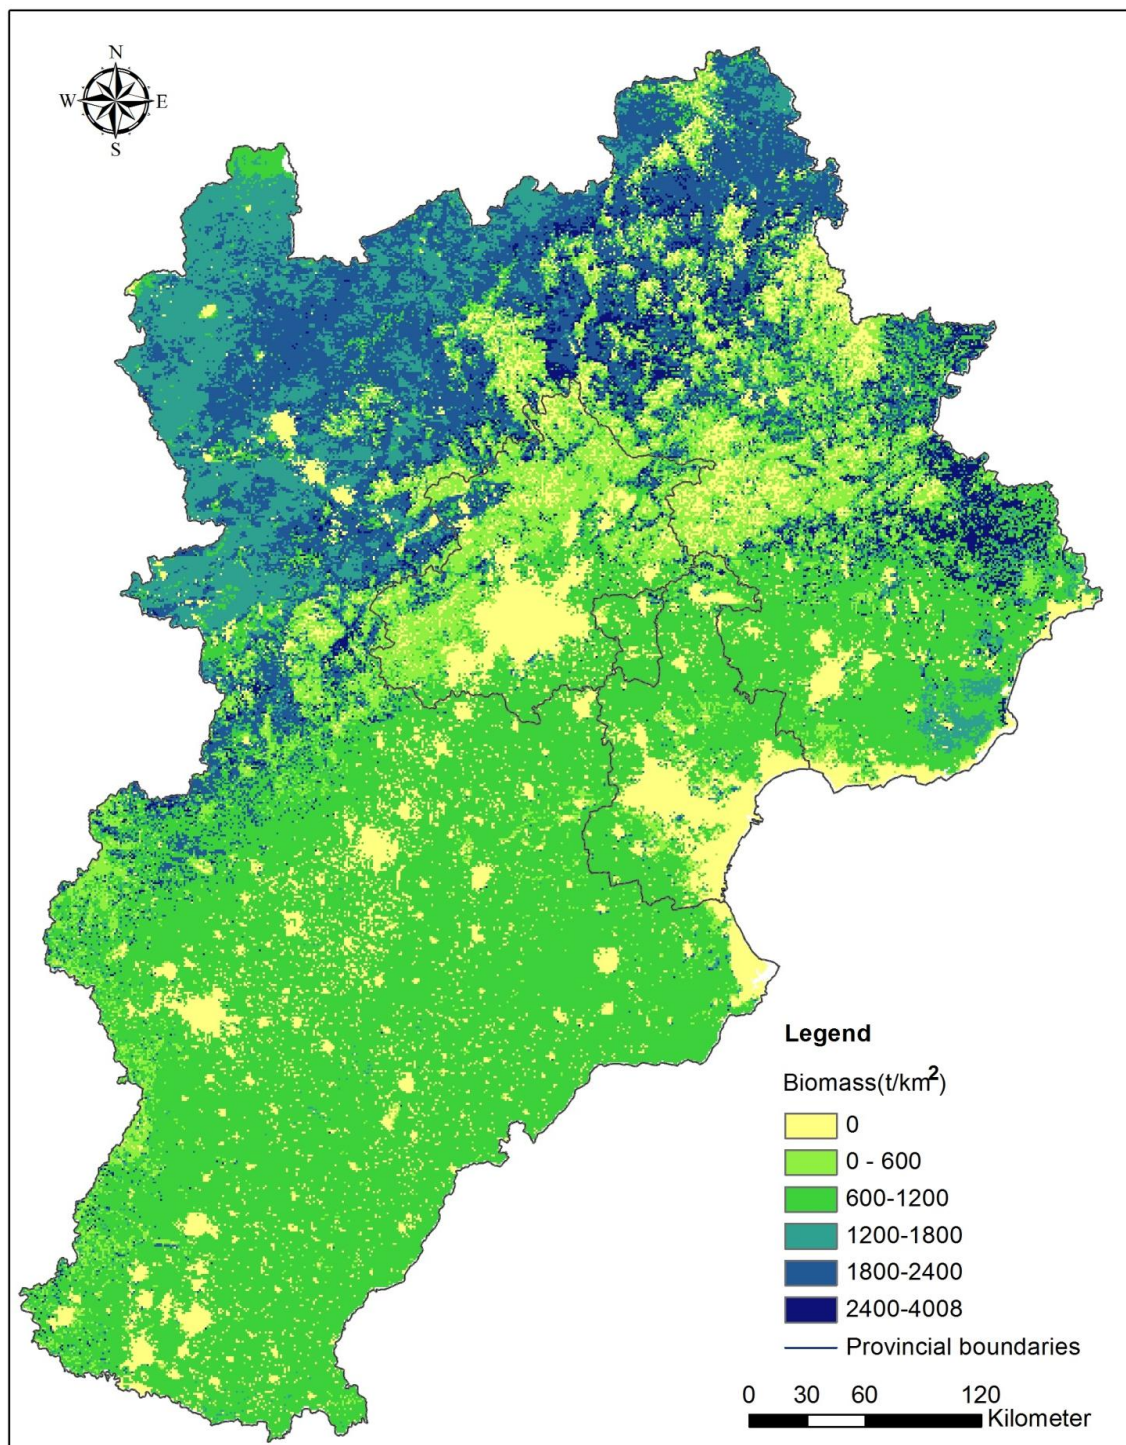 N
W E
S
Legend
Biomass(t/km²)
0
0 - 600
600-1200
1200-1800
1800-2400
2400-4008
Provincial boundaries
0 30 60 120
Kilometer